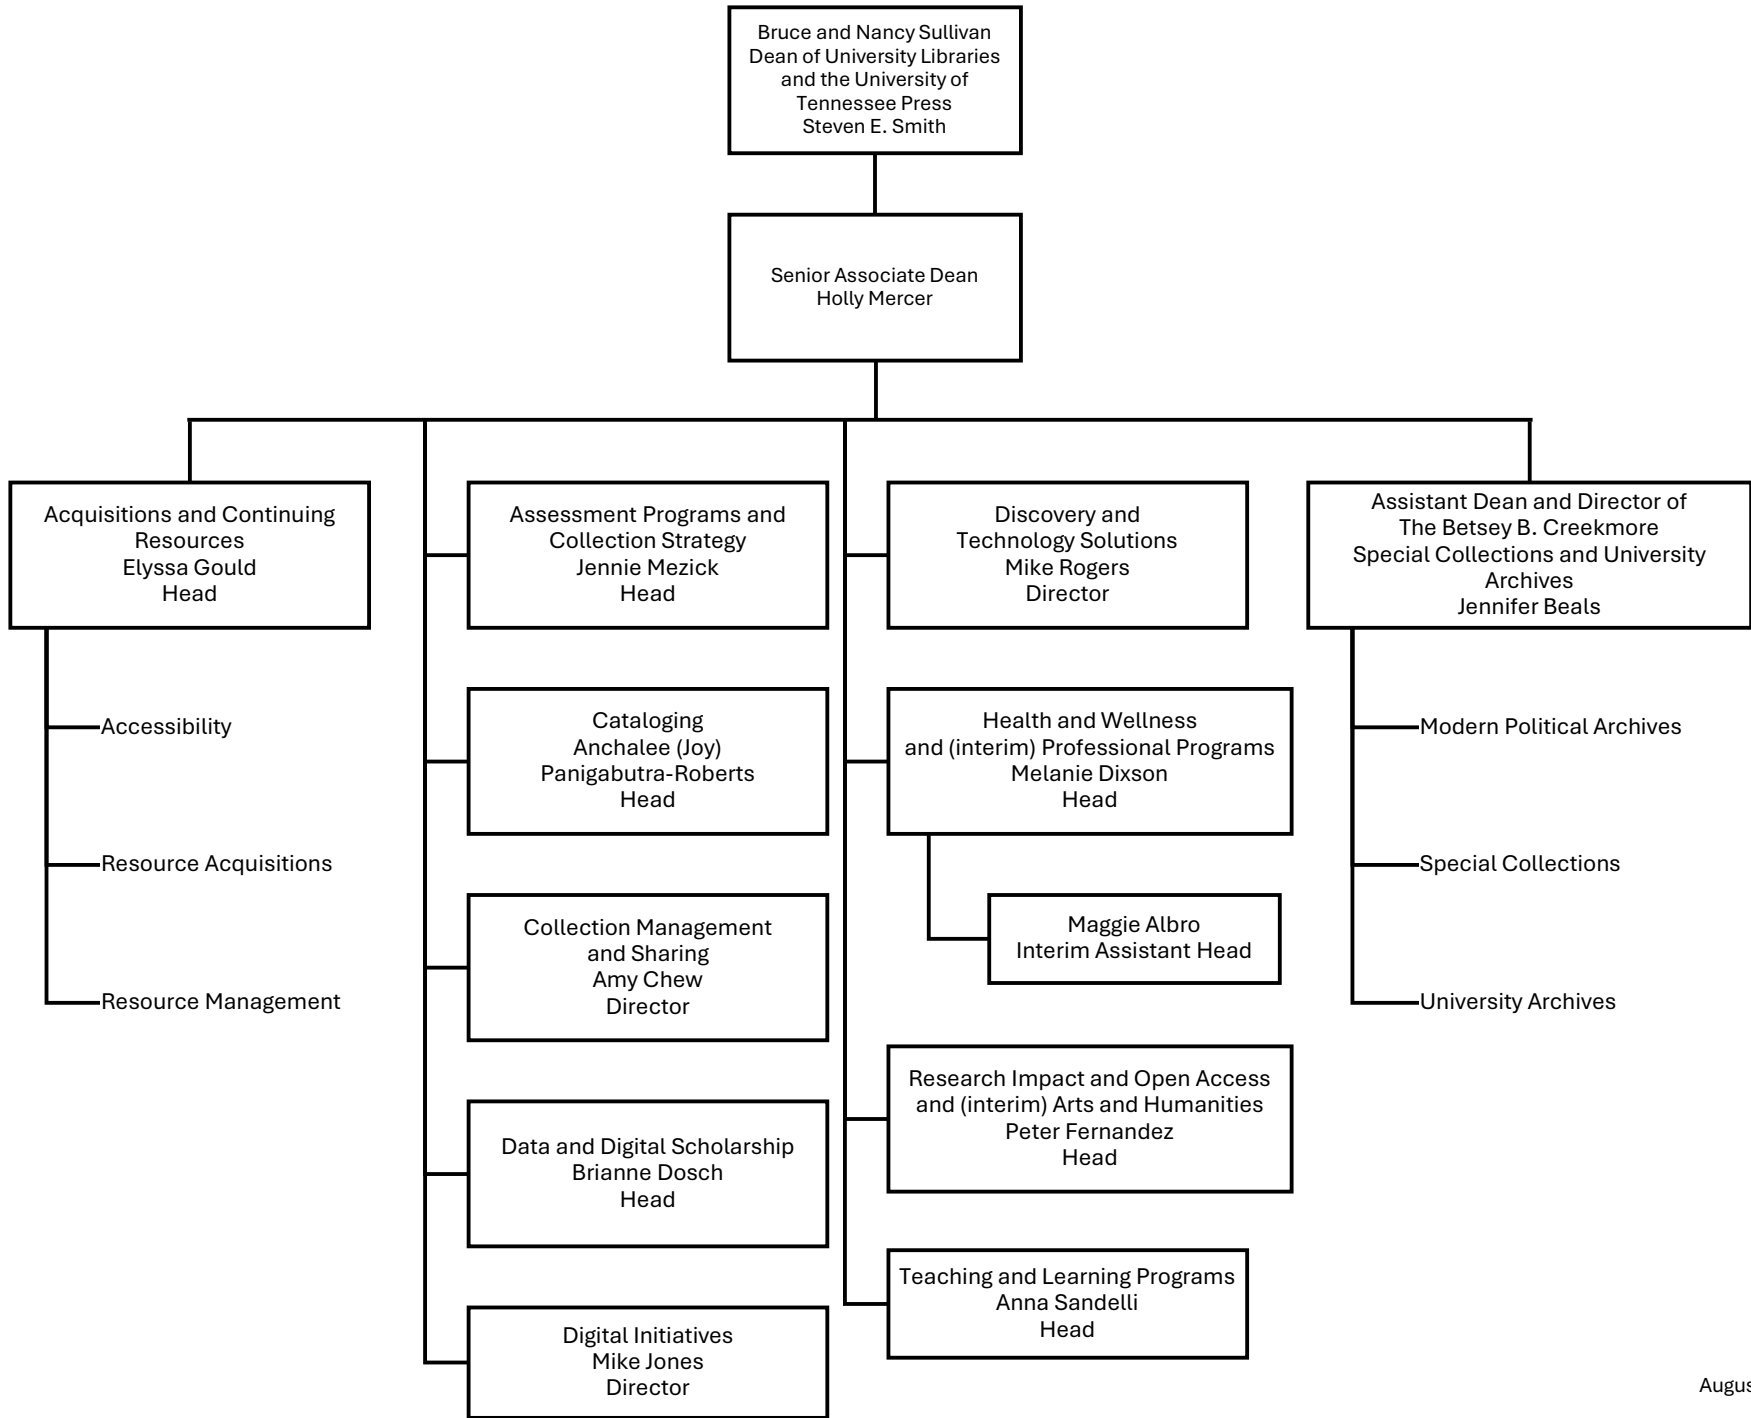 Bruce and Nancy Sullivan
Dean of University Libraries
and the University of
Tennessee Press
Steven E. Smith
Senior Associate Dean
Holly Mercer
Acquisitions and Continuing
Resources
Elyssa Gould
Head
Accessibility
Resource Acquisitions
Resource Management
Assessment Programs and
Collection Strategy
Jennie Mezick
Head
Cataloging
Anchalee (Joy)
Panigabutra-Roberts
Head
Collection Management
and Sharing
Amy Chew
Director
Data and Digital Scholarship
Brianne Dosch
Head
Digital Initiatives
Mike Jones
Director
Discovery and
Technology Solutions
Mike Rogers
Director
Health and Wellness
and (interim) Professional Programs
Melanie Dixson
Head
Maggie Albro
Interim Assistant Head
Research Impact and Open Access
and (interim) Arts and Humanities
Peter Fernandez
Head
Teaching and Learning Programs
Anna Sandelli
Head
Assistant Dean and Director of
The Betsey B. Creekmore
Special Collections and University
Archives
Jennifer Beals
Modern Political Archives
Special Collections
University Archives